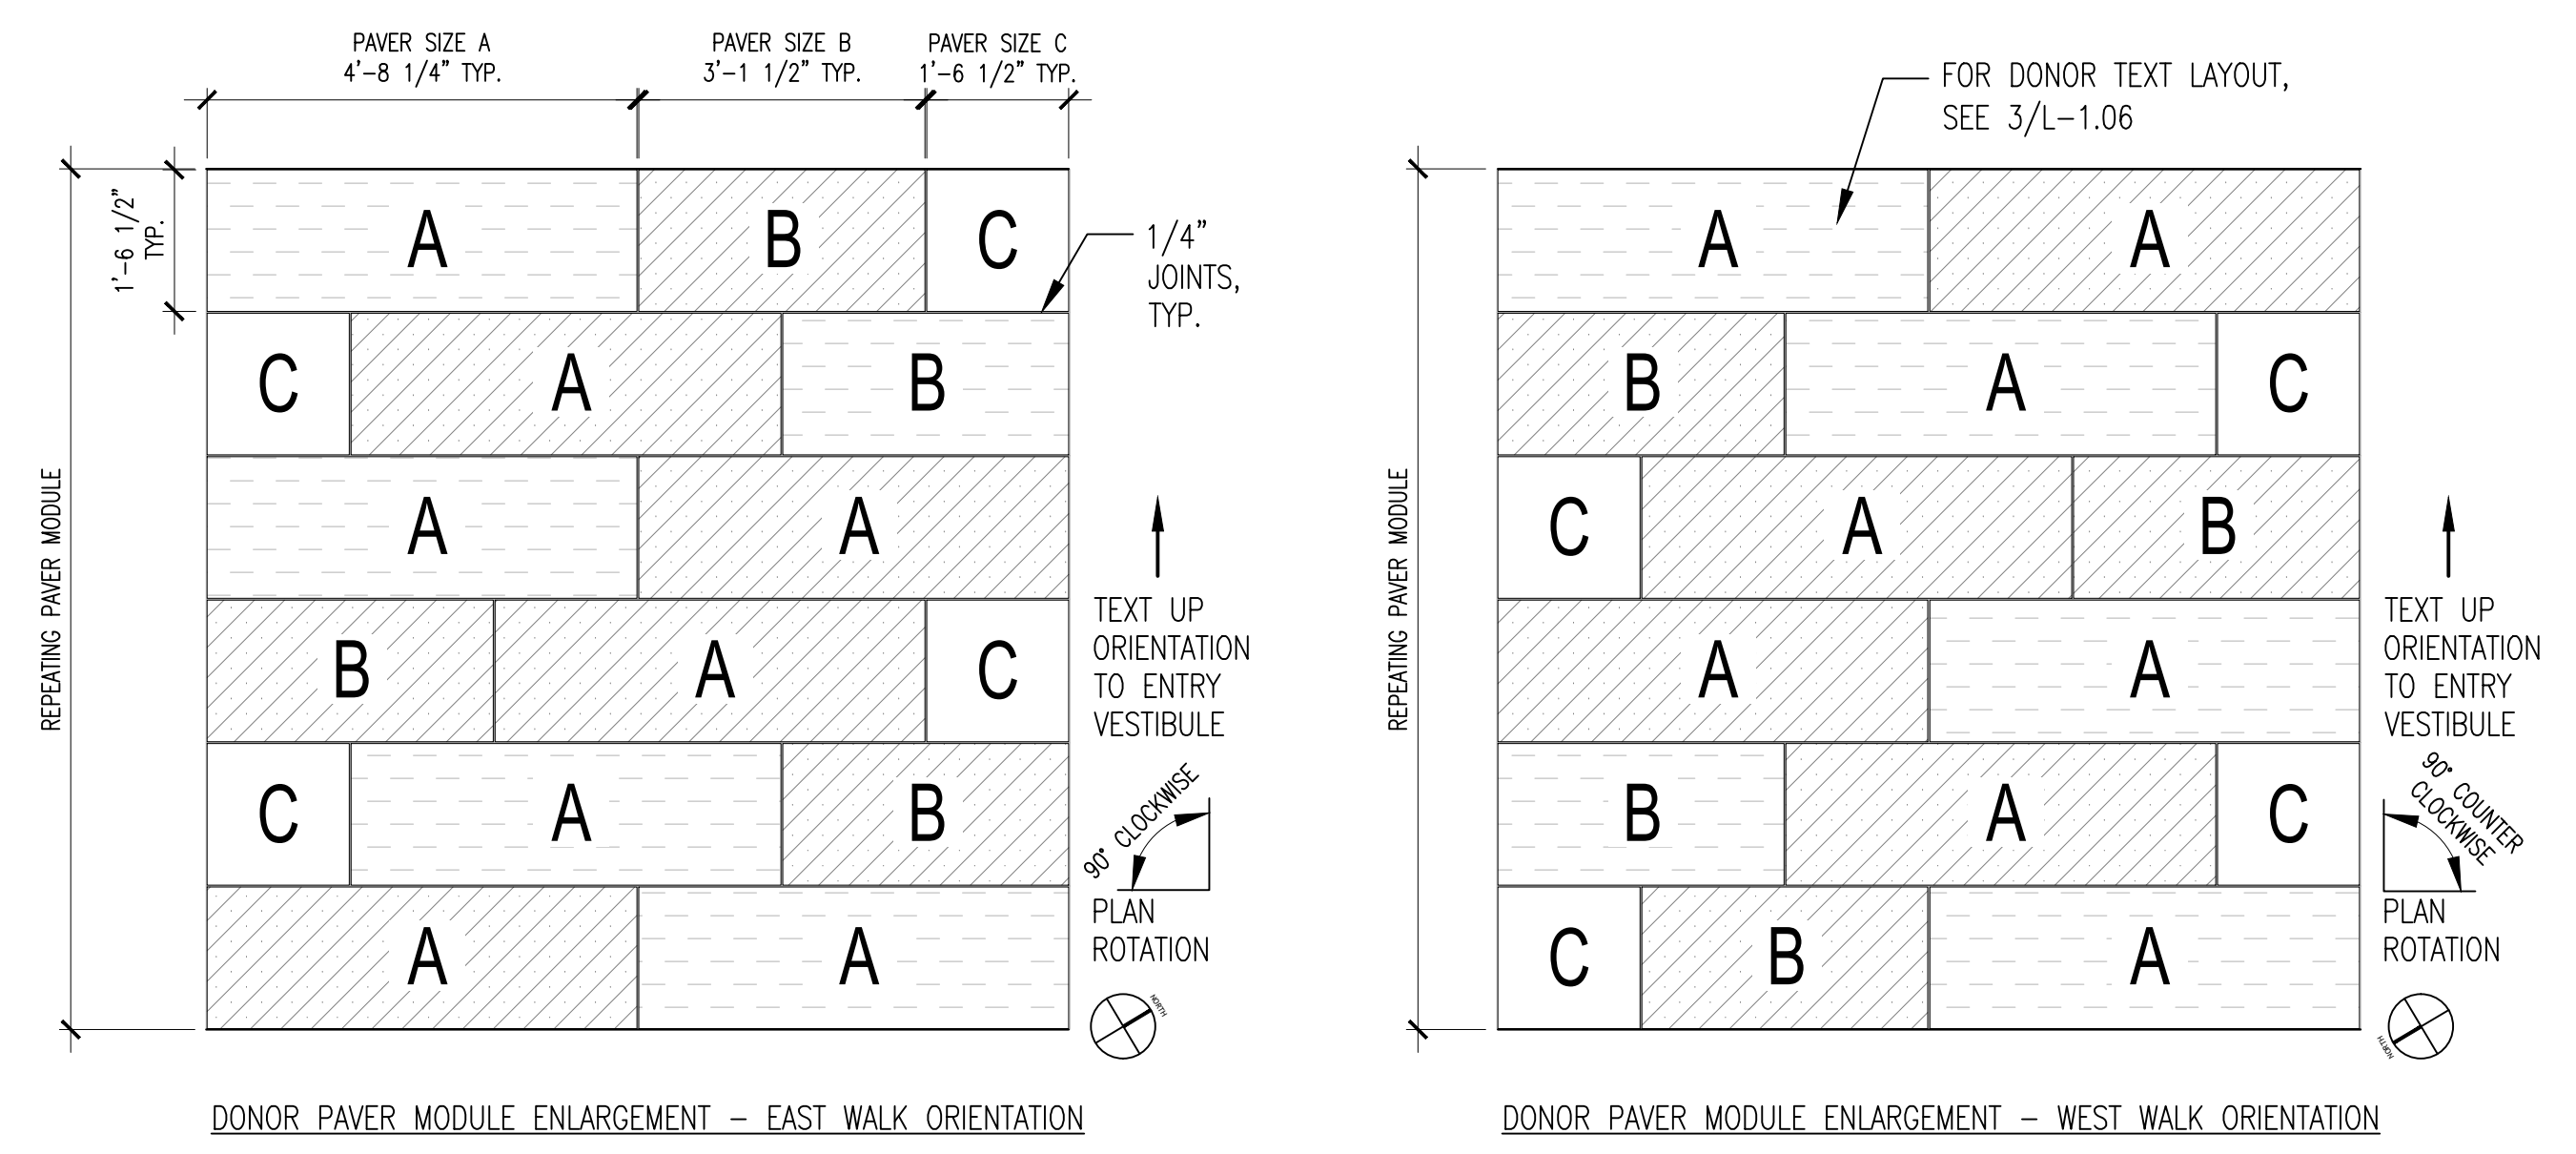 PAVER SIZE A
4'-8 1/4" TYP.
PAVER SIZE B
3'-1 1/2" TYP.
PAVER SIZE C
1'-6 1/2" TYP.
1'-6 1/2"
TYP.
REPEATING PAVER MODULE
A B C
C A B
A A
B A C
C A B
A A
1/4"
JOINTS,
TYP.
TEXT UP
ORIENTATION
TO ENTRY
VESTIBULE
90° CLOCKWISE
PLAN
ROTATION
NORTH
DONOR PAVER MODULE ENLARGEMENT – EAST WALK ORIENTATION
FOR DONOR TEXT LAYOUT,
SEE 3/L-1.06
REPEATING PAVER MODULE
A A
B A C
C A B
A A
B A C
C B A
TEXT UP
ORIENTATION
TO ENTRY
VESTIBULE
90° COUNTER
CLOCKWISE
PLAN
ROTATION
NORTH
DONOR PAVER MODULE ENLARGEMENT – WEST WALK ORIENTATION